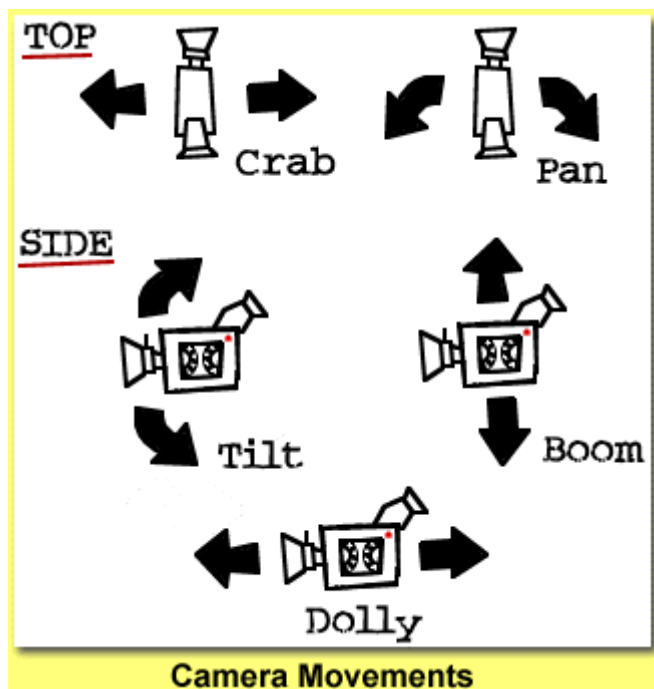 TOP
Crab
Pan
SIDE
Tilt
Boom
Dolly
Camera Movements